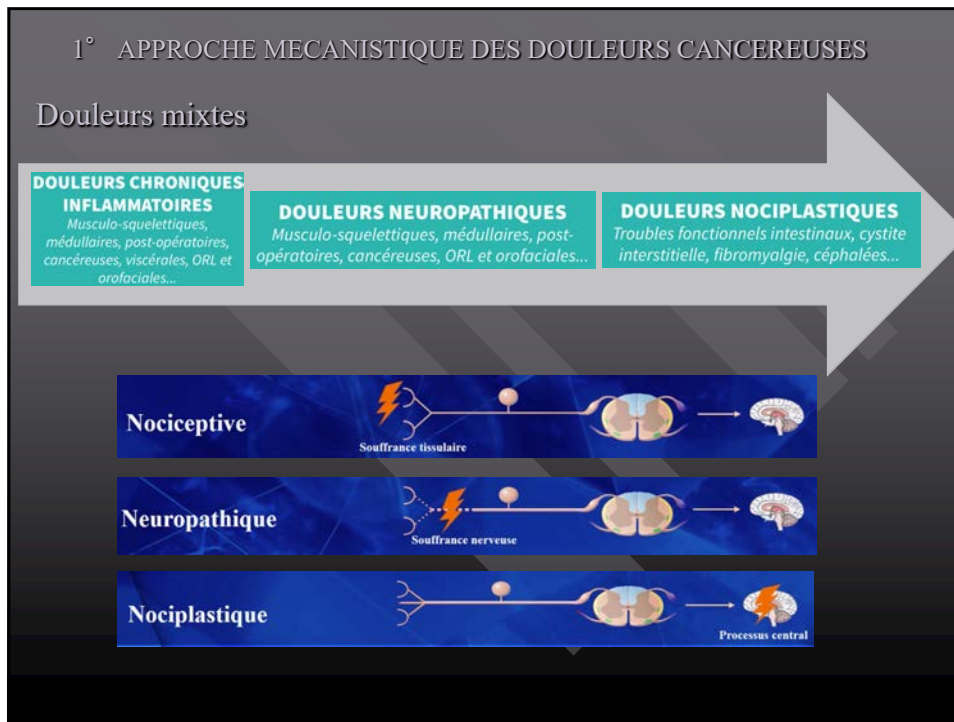 1° APPROCHE MECANISTIQUE DES DOULEURS CANCEREUSES
Douleurs mixtes
DOULEURS CHRONIQUES
INFLAMMATOIRES
Musculo-squelettiques,
médullaires, post-opératoires,
cancéreuses, viscérales, ORL et
orofaciales...
DOULEURS NEUROPATHIQUES
Musculo-squelettiques, médullaires, post-
opératoires, cancéreuses, ORL et orofaciales...
DOULEURS NOCIPLASTIQUES
Troubles fonctionnels intestinaux, cystite
interstitielle, fibromyalgie, céphalées...
Nociceptive
Souffrance tissulaire
Neuropathique
Souffrance nerveuse
Nociplastique
Processus central